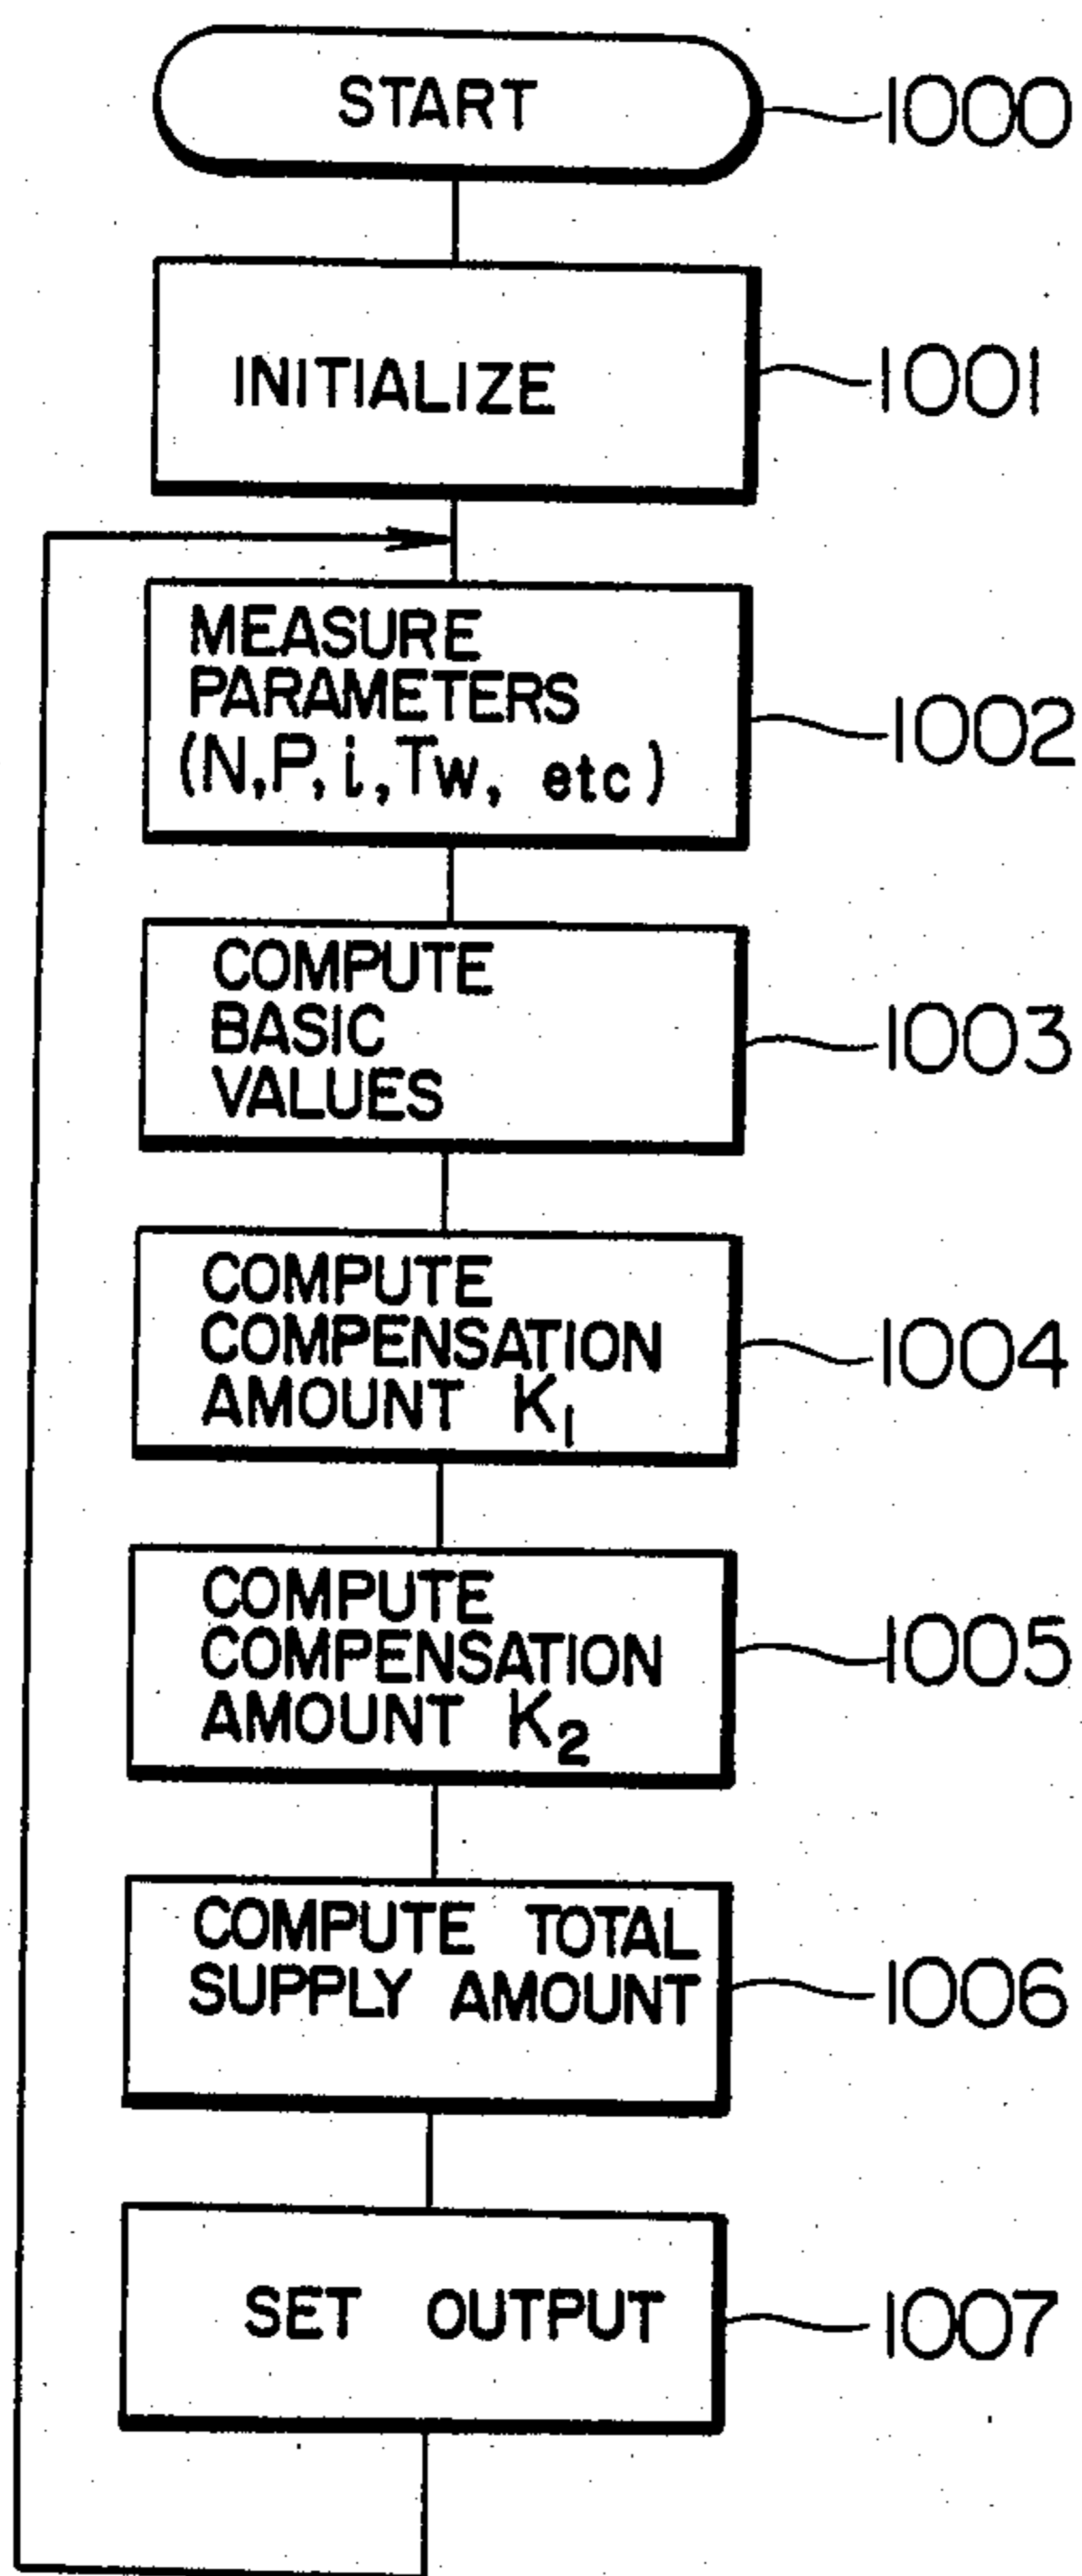 START
1000
INITIALIZE
1001
MEASURE
PARAMETERS
(N,P,i,Tw, etc)
1002
COMPUTE
BASIC
VALUES
1003
COMPUTE
COMPENSATION
AMOUNT K₁
1004
COMPUTE
COMPENSATION
AMOUNT K₂
1005
COMPUTE TOTAL
SUPPLY AMOUNT
1006
SET OUTPUT
1007